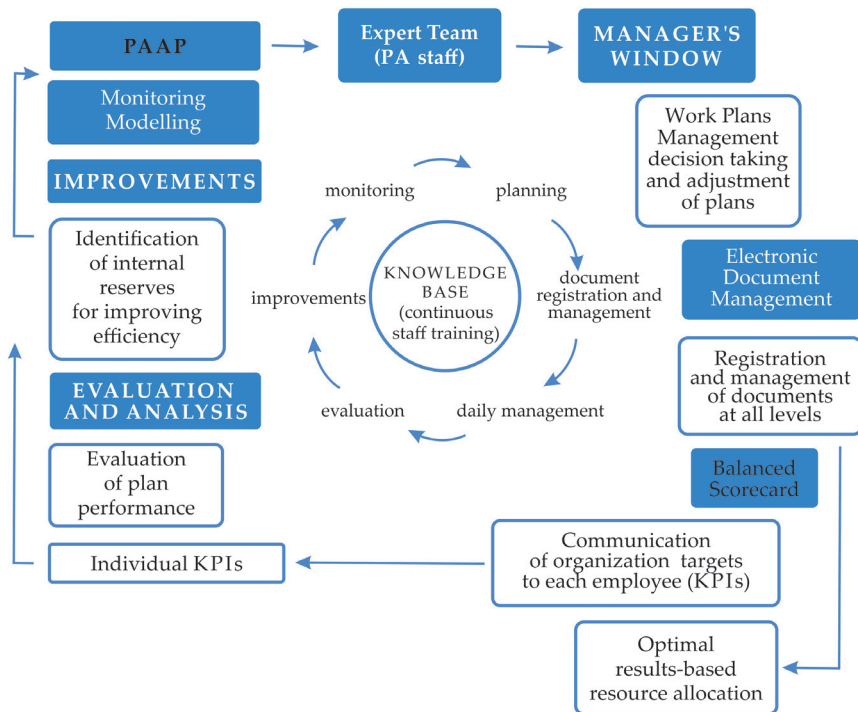 PAAP
Expert Team
(PA staff)
MANAGER'S
WINDOW
Monitoring
Modelling
IMPROVEMENTS
Identification
of internal
reserves
for improving
efficiency
EVALUATION
AND ANALYSIS
Evaluation
of plan
performance
Individual KPIs
monitoring
planning
document
registration and
management
daily management
evaluation
improvements
KNOWLEDGE
BASE
(continuous
staff training)
Work Plans
Management
decision taking
and adjustment
of plans
Electronic
Document
Management
Registration
and management
of documents
at all levels
Balanced
Scorecard
Communication
of organization targets
to each employee (KPIs)
Optimal
results-based
resource allocation